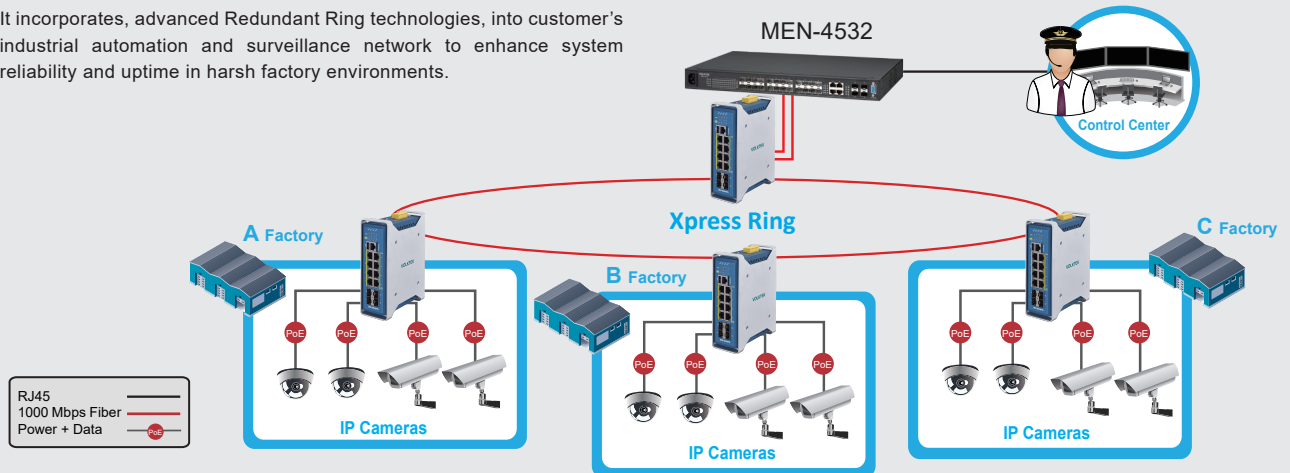 It incorporates, advanced Redundant Ring technologies, into customer's
industrial automation and surveillance network to enhance system
reliability and uptime in harsh factory environments.
MEN-4532
Control Center
Xpress Ring
A Factory
B Factory
C Factory
PoE
PoE
PoE
PoE
PoE
PoE
PoE
PoE
PoE
PoE
PoE
PoE
IP Cameras
IP Cameras
IP Cameras
RJ45
1000 Mbps Fiber
Power + Data
PoE